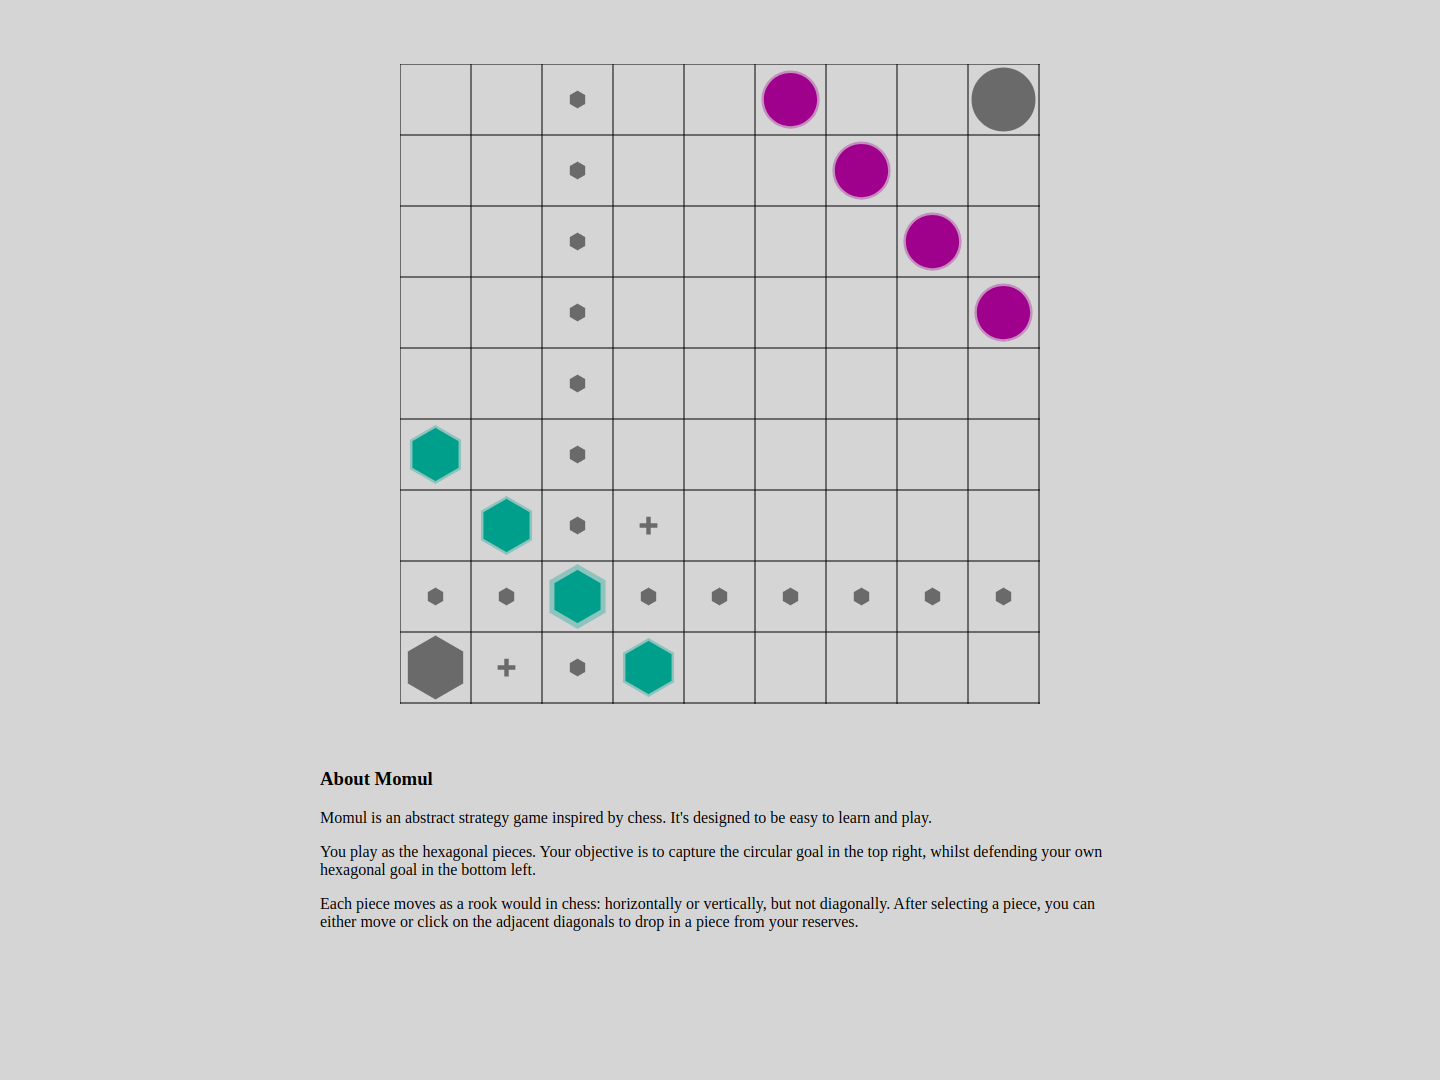 About Momul
Momul is an abstract strategy game inspired by chess. It's designed to be easy to learn and play.
You play as the hexagonal pieces. Your objective is to capture the circular goal in the top right, whilst defending your own
hexagonal goal in the bottom left.
Each piece moves as a rook would in chess: horizontally or vertically, but not diagonally. After selecting a piece, you can
either move or click on the adjacent diagonals to drop in a piece from your reserves.